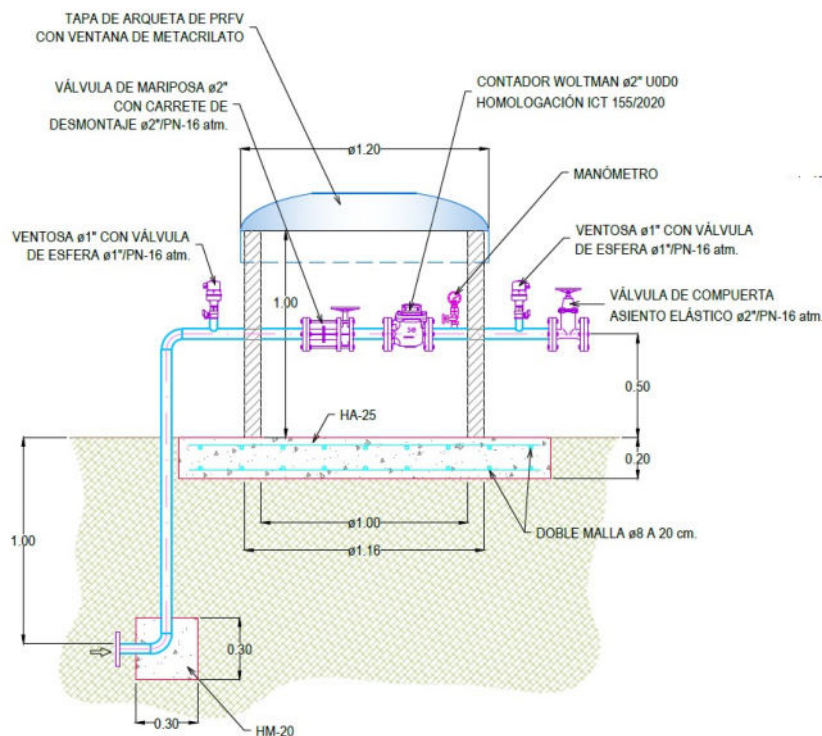 TAPA DE ARQUETA DE PRFV
CON VENTANA DE METACRILATO
VÁLVULA DE MARIPOSA ø2"
CON CARRETE DE
DESMONTAJE ø2"/PN-16 atm.
CONTADOR WOLTMAN ø2" U0D0
HOMOLOGACIÓN ICT 155/2020
ø1.20
MANÓMETRO
VENTOSA ø1" CON VÁLVULA
DE ESFERA ø1"/PN-16 atm.
VENTOSA ø1" CON VÁLVULA
DE ESFERA ø1"/PN-16 atm.
1.00
VÁLVULA DE COMPUERTA
ASIENTO ELÁSTICO ø2"/PN-16 atm.
50
0.50
HA-25
0.20
ø1.00
DOBLE MALLA ø8 A 20 cm.
ø1.16
1.00
0.30
0.30
HM-20